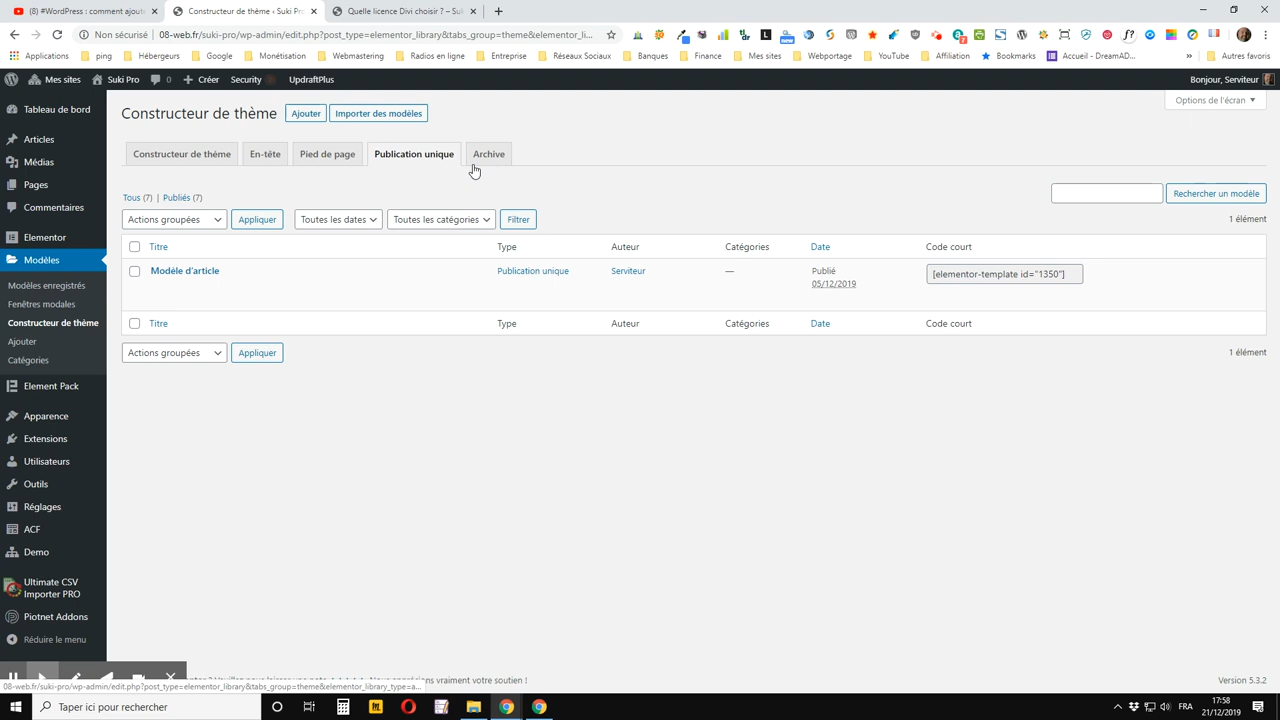 (8) #WordPress : comment ajoute
Constructeur de thème ‹ Suki Pro
Quelle licence Divi choisir ? – Suk
Non sécurisé
08-web.fr/suki-pro/wp-admin/edit.php?post_type=elementor_library&tabs_group=theme&elementor_li...
Applications
ping
Hébergeurs
Google
Monétisation
Webmastering
Radios en ligne
Entreprise
Réseaux Sociaux
Banques
Finance
Mes sites
Webportage
YouTube
Affiliation
Bookmarks
Accueil - DreamAD...
Autres favoris
Mes sites
Suki Pro
0
Créer
Security
UpdraftPlus
Bonjour, Serviteur
Tableau de bord
Articles
Médias
Pages
Commentaires
Elementor
Modèles
Modèles enregistrés
Fenêtres modales
Constructeur de thème
Ajouter
Catégories
Element Pack
Apparence
Extensions
Utilisateurs
Outils
Réglages
ACF
Demo
Ultimate CSV
Importer PRO
Piotnet Addons
Réduire le menu
Options de l'écran
Constructeur de thème
Ajouter
Importer des modèles
Constructeur de thème
En-tête
Pied de page
Publication unique
Archive
Tous (7) | Publiés (7)
Rechercher un modèle
Actions groupées
Appliquer
Toutes les dates
Toutes les catégories
Filtrer
1 élément
Titre
Type
Auteur
Catégories
Date
Code court
Modéle d'article
Publication unique
Serviteur
—
Publié
05/12/2019
[elementor-template id="1350"]
Titre
Type
Auteur
Catégories
Date
Code court
Actions groupées
Appliquer
1 élément
vraiment votre soutien !
Version 5.3.2
08-web.fr/suki-pro/wp-admin/edit.php?post_type=elementor_library&tabs_group=theme&elementor_library_type=a...
Taper ici pour rechercher
FRA
17:58
21/12/2019